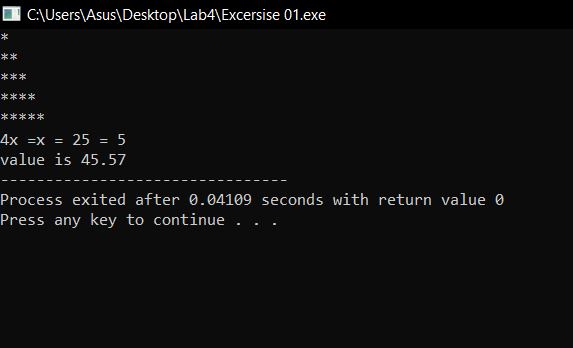 C:\Users\Asus\Desktop\Lab4\Excersise 01.exe
*
**
***
****
*****
4x =x = 25 = 5
value is 45.57
--------------------------------
Process exited after 0.04109 seconds with return value 0
Press any key to continue . . .